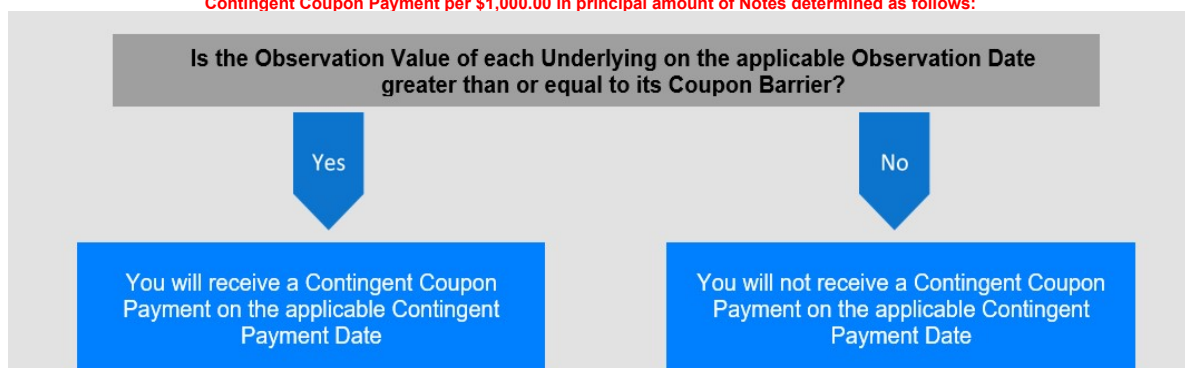 Contingent Coupon Payment per $1,000.00 in principal amount of Notes determined as follows:
Is the Observation Value of each Underlying on the applicable Observation Date
greater than or equal to its Coupon Barrier?
Yes
No
You will receive a Contingent Coupon
Payment on the applicable Contingent
Payment Date
You will not receive a Contingent Coupon
Payment on the applicable Contingent
Payment Date